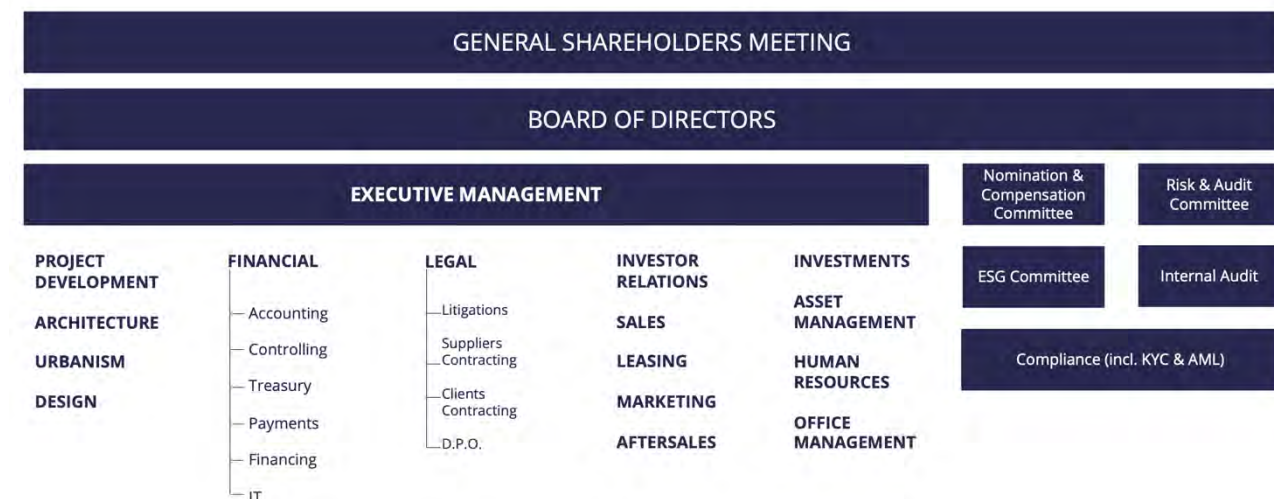 GENERAL SHAREHOLDERS MEETING
BOARD OF DIRECTORS
EXECUTIVE MANAGEMENT
Nomination &
Compensation
Committee
Risk & Audit
Committee
ESG Committee
Internal Audit
Compliance (incl. KYC & AML)
PROJECT
DEVELOPMENT
ARCHITECTURE
URBANISM
DESIGN
FINANCIAL
Accounting
Controlling
Treasury
Payments
Financing
IT
LEGAL
Litigations
Suppliers
Contracting
Clients
Contracting
D.P.O.
INVESTOR
RELATIONS
SALES
LEASING
MARKETING
AFTERSALES
INVESTMENTS
ASSET
MANAGEMENT
HUMAN
RESOURCES
OFFICE
MANAGEMENT